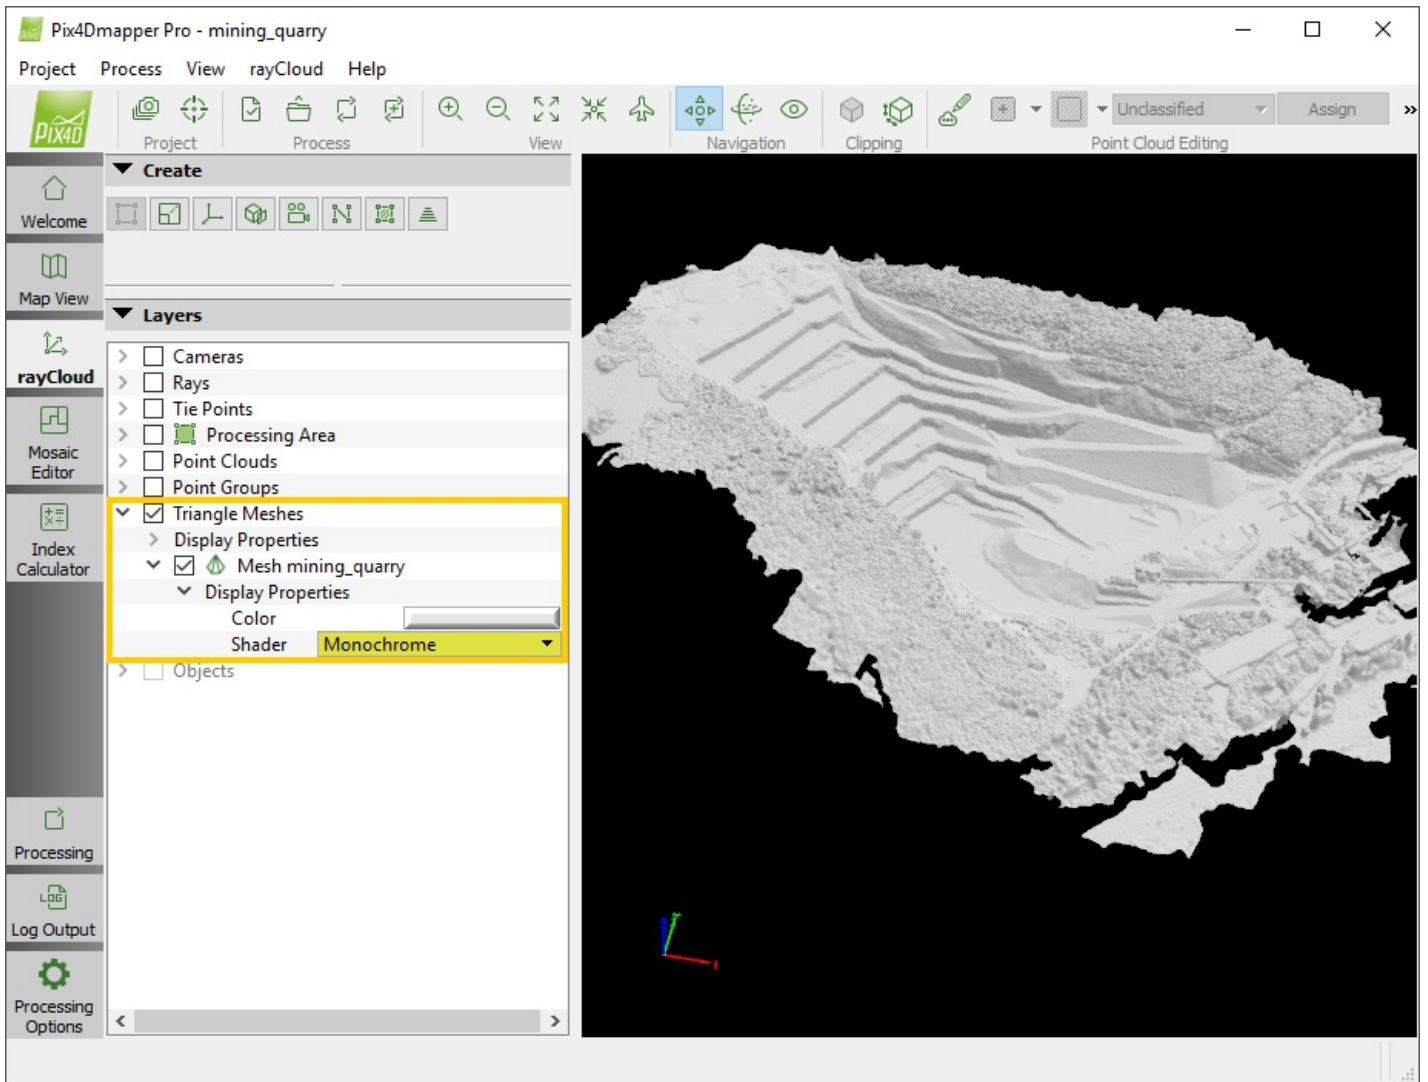 Pix4Dmapper Pro - mining_quarry
Project Process View rayCloud Help
PIX4D
Unclassified Assign »
Project Process View Navigation Clipping Point Cloud Editing
Create
Welcome
Map View
Layers
rayCloud
Cameras
Rays
Tie Points
Processing Area
Point Clouds
Point Groups
Triangle Meshes
Display Properties
Mesh mining_quarry
Display Properties
Color
Shader Monochrome
Objects
Mosaic
Editor
Index
Calculator
Processing
LOG
Log Output
Processing
Options